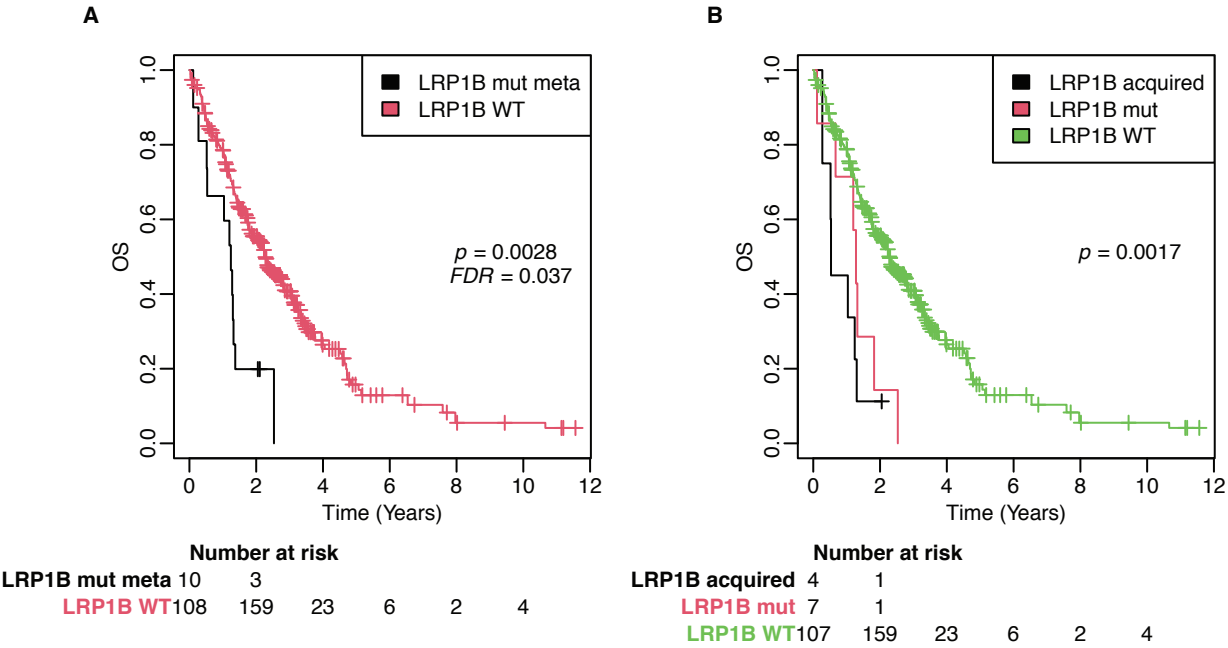 A
OS
1.0
0.8
0.6
0.4
0.2
0.0
LRP1B mut meta
LRP1B WT
p = 0.0028
FDR = 0.037
0 2 4 6 8 10 12
Time (Years)
Number at risk
LRP1B mut meta 10 3
LRP1B WT 108 159 23 6 2 4
B
OS
1.0
0.8
0.6
0.4
0.2
0.0
LRP1B acquired
LRP1B mut
LRP1B WT
p = 0.0017
0 2 4 6 8 10 12
Time (Years)
Number at risk
LRP1B acquired 4 1
LRP1B mut 7 1
LRP1B WT 107 159 23 6 2 4